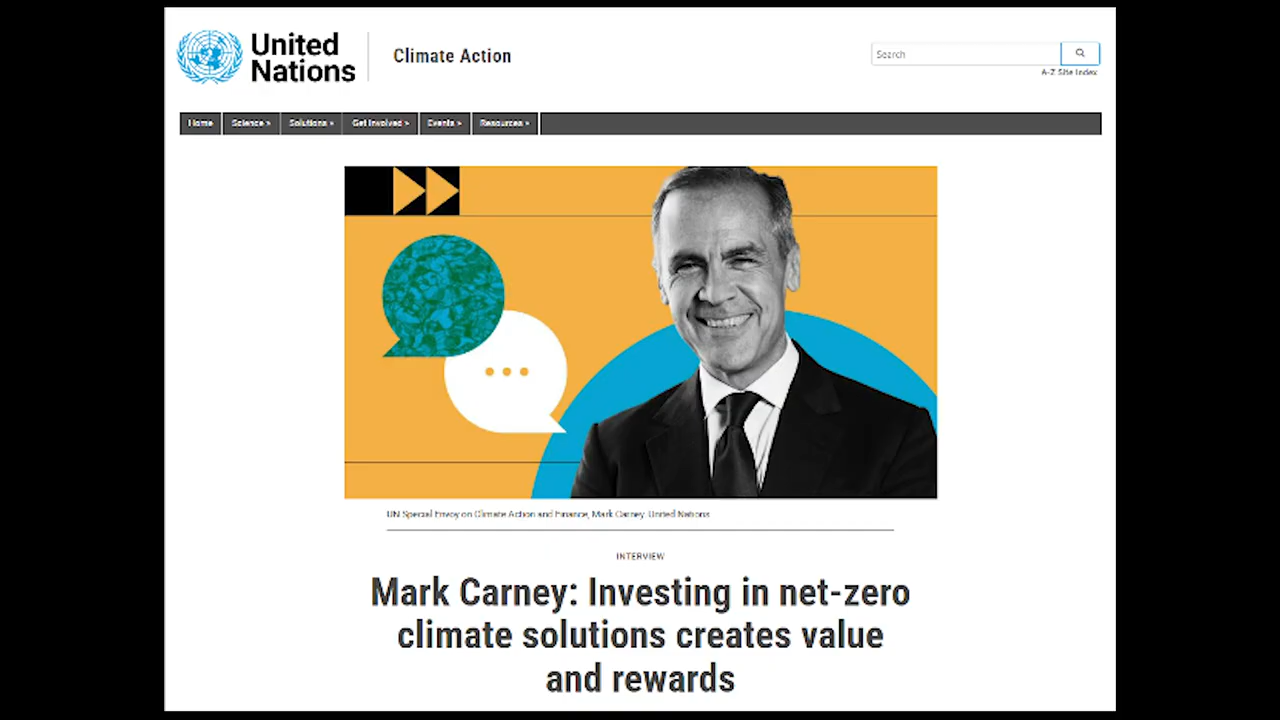 United
Nations
Climate Action
Search
A-Z Site Index
Home
Science »
Solutions »
Get Involved »
Events »
Resources »
UN Special Envoy on Climate Action and Finance, Mark Carney. United Nations
INTERVIEW
Mark Carney: Investing in net-zero
climate solutions creates value
and rewards